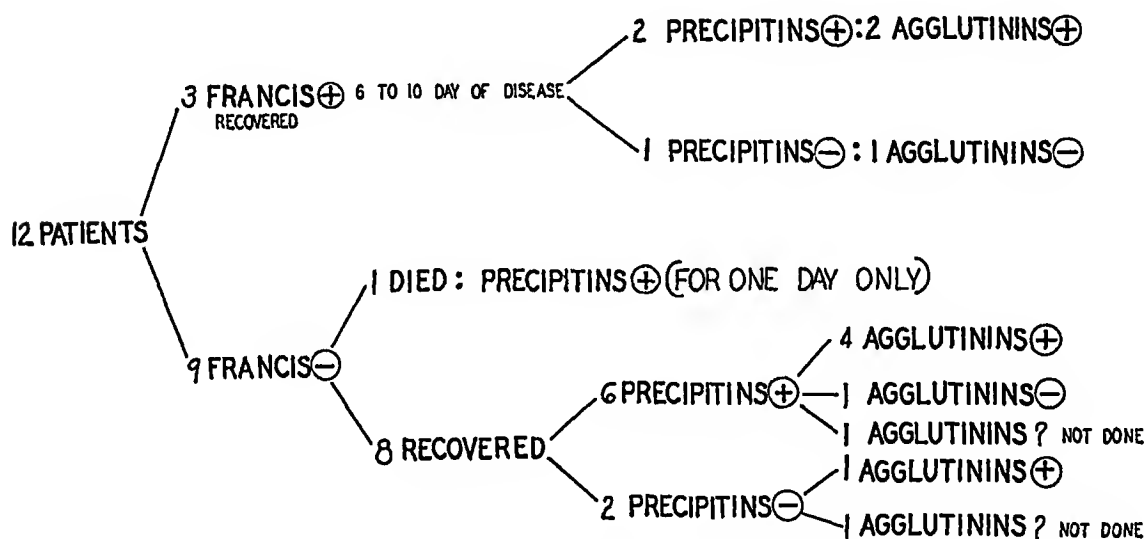 2 PRECIPITINS⊕:2 AGGLUTININS⊕
3 FRANCIS⊕ 6 TO 10 DAY OF DISEASE
RECOVERED
1 PRECIPITINS⊖:1 AGGLUTININS⊖
12 PATIENTS
1 DIED: PRECIPITINS⊕(FOR ONE DAY ONLY)
9 FRANCIS⊖
4 AGGLUTININS⊕
6 PRECIPITINS⊕
1 AGGLUTININS⊖
1 AGGLUTININS? NOT DONE
8 RECOVERED
1 AGGLUTININS⊕
2 PRECIPITINS⊖
1 AGGLUTININS? NOT DONE